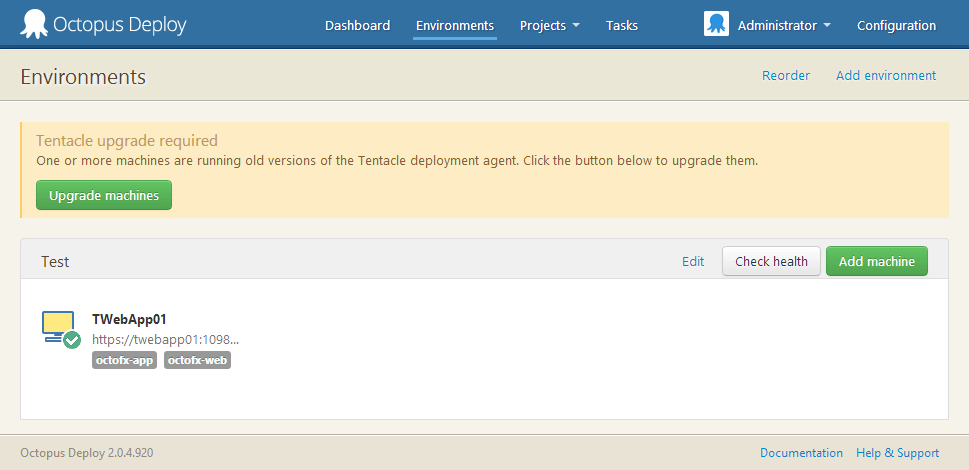 Octopus Deploy Dashboard Environments Projects Tasks Administrator Configuration
Environments Reorder Add environment
Tentacle upgrade required
One or more machines are running old versions of the Tentacle deployment agent. Click the button below to upgrade them.
Upgrade machines
Test Edit Check health Add machine
TWebApp01
https://twebapp01:1098...
octofx-app octofx-web
Octopus Deploy 2.0.4.920 Documentation Help & Support